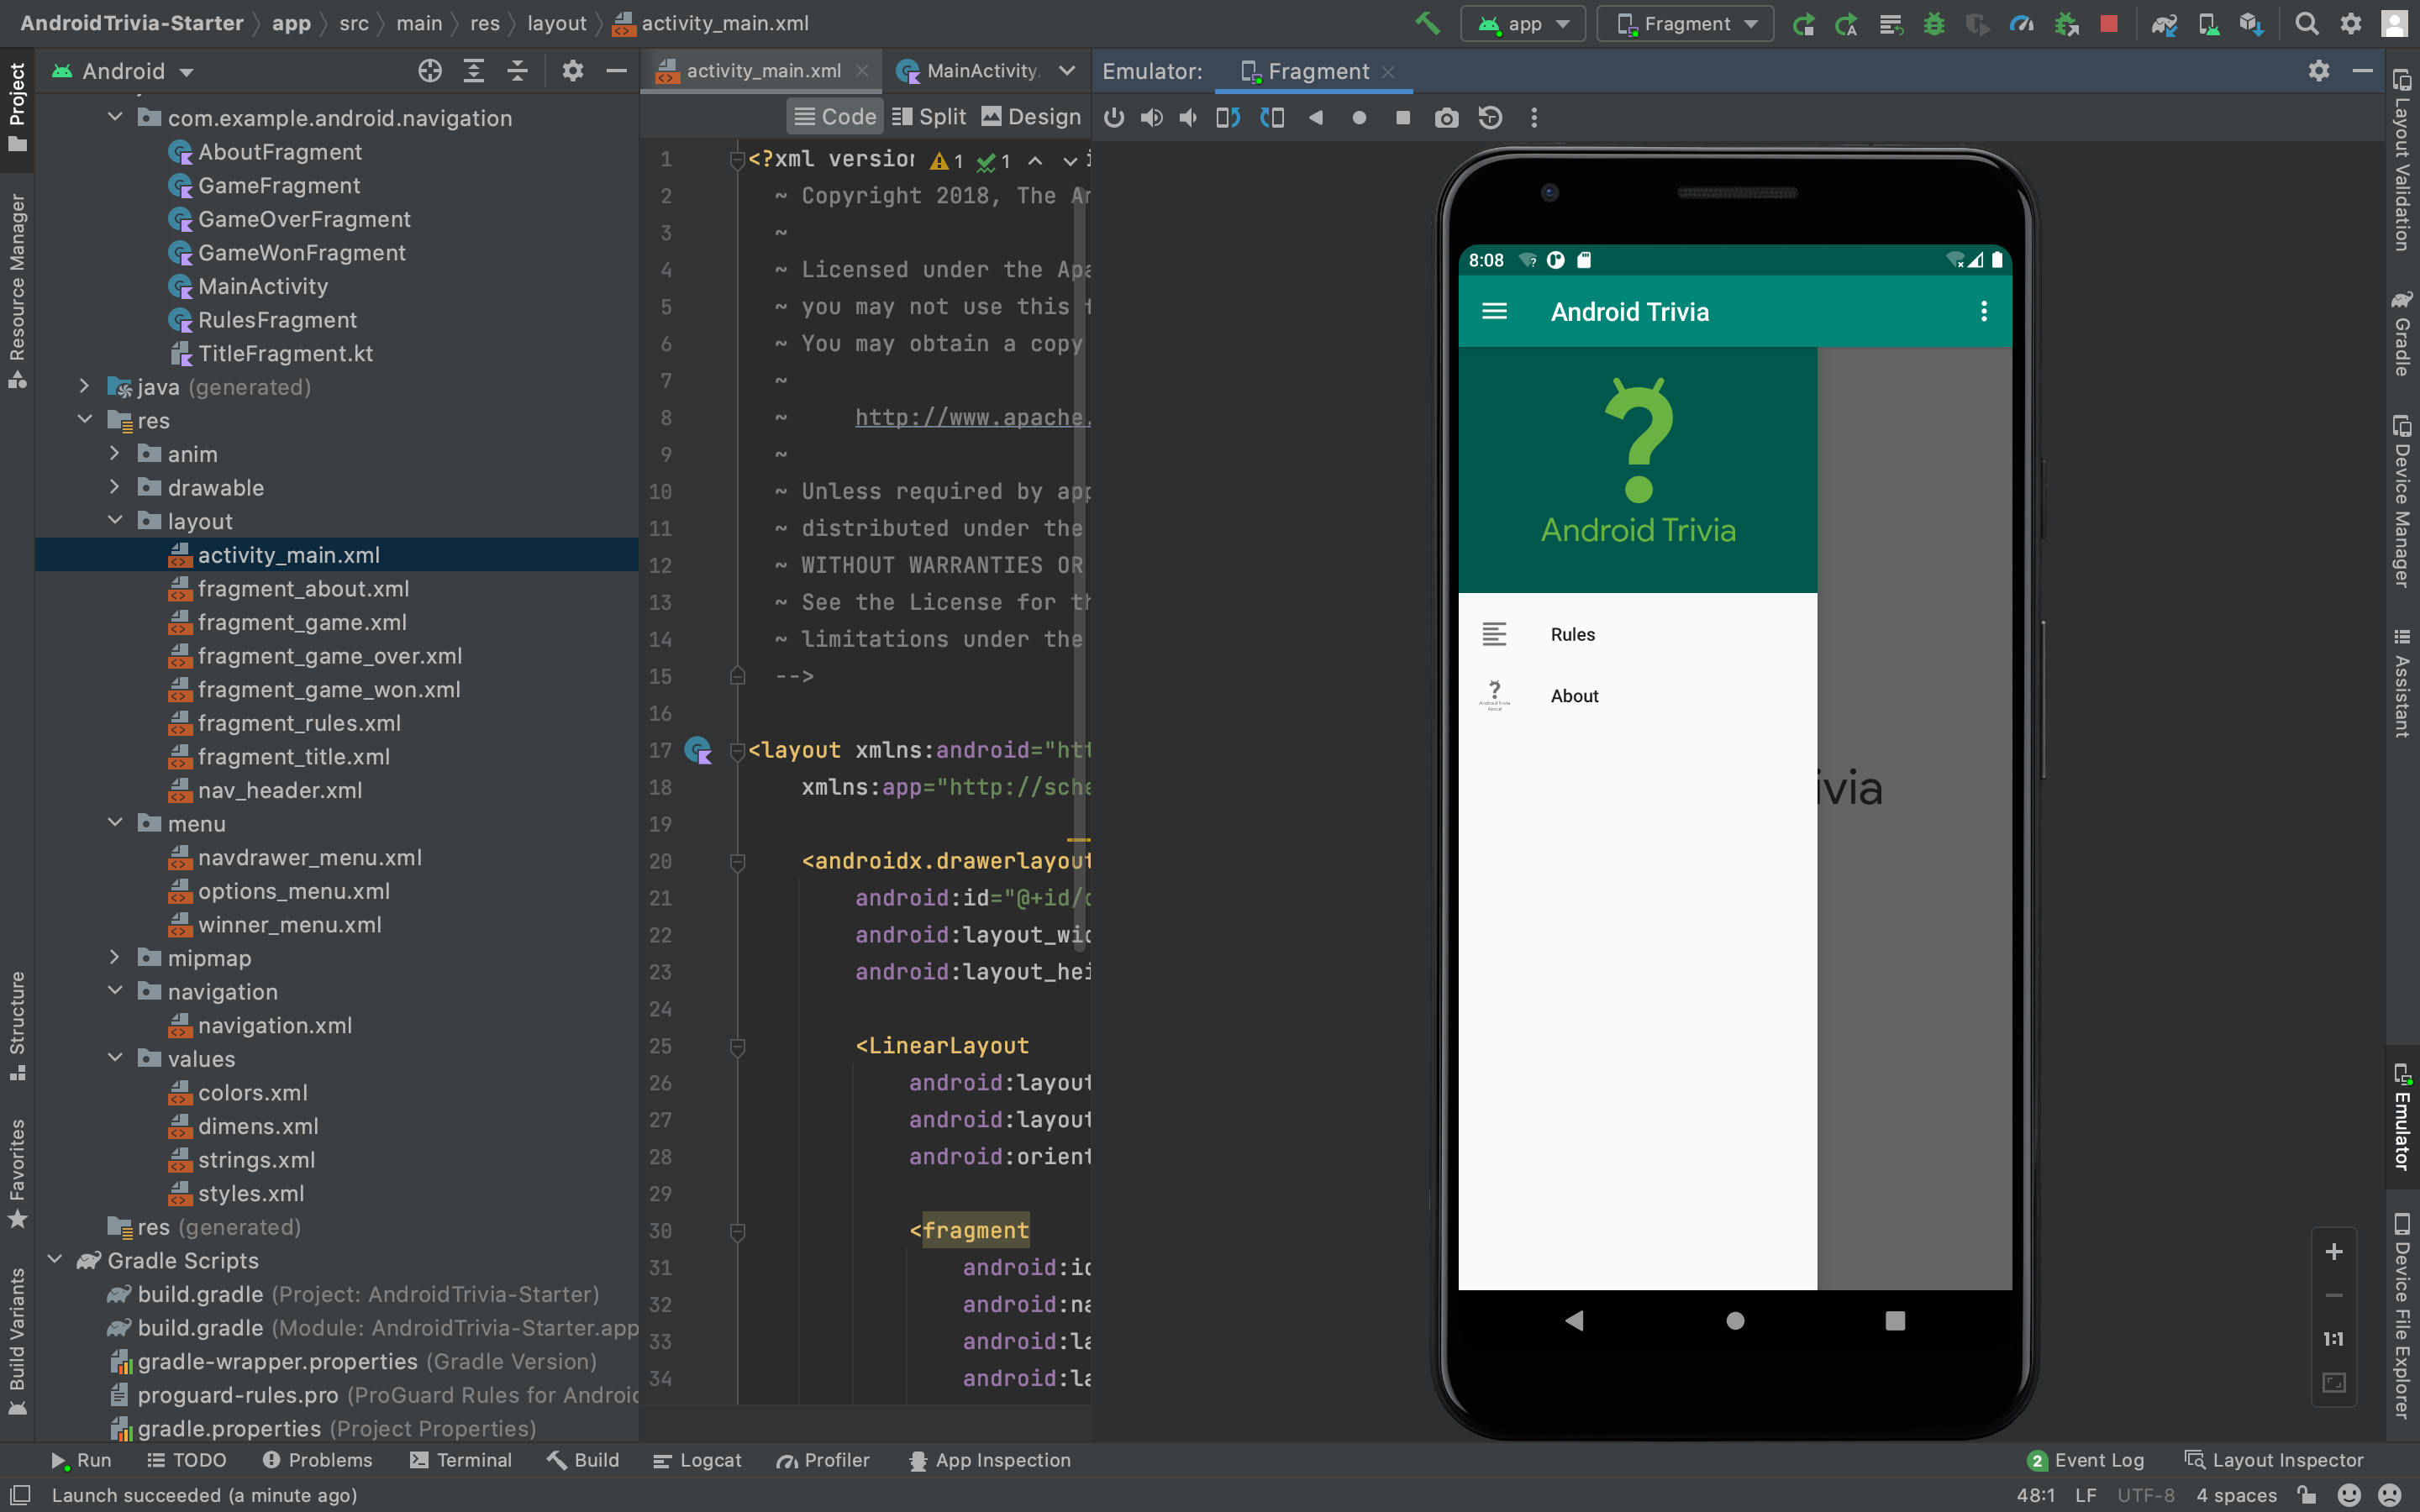 AndroidTrivia-Starter app src main res layout activity_main.xml
app
Fragment
Project
Android
activity_main.xml
MainActivity.
Emulator:
Fragment
Code Split Design
com.example.android.navigation
AboutFragment
GameFragment
GameOverFragment
GameWonFragment
MainActivity
RulesFragment
TitleFragment.kt
java (generated)
res
anim
drawable
layout
activity_main.xml
fragment_about.xml
fragment_game.xml
fragment_game_over.xml
fragment_game_won.xml
fragment_rules.xml
fragment_title.xml
nav_header.xml
menu
navdrawer_menu.xml
options_menu.xml
winner_menu.xml
mipmap
navigation
navigation.xml
values
colors.xml
dimens.xml
strings.xml
styles.xml
res (generated)
Gradle Scripts
build.gradle (Project: AndroidTrivia-Starter)
build.gradle (Module: AndroidTrivia-Starter.app
gradle-wrapper.properties (Gradle Version)
proguard-rules.pro (ProGuard Rules for Android
gradle.properties (Project Properties)
Resource Manager
Structure
Favorites
Build Variants
1 <?xml version
1 1
2 ~ Copyright 2018, The An
3 ~
4 ~ Licensed under the Apa
5 ~ you may not use this f
6 ~ You may obtain a copy
7 ~
8 ~ http://www.apache.
9 ~
10 ~ Unless required by app
11 ~ distributed under the
12 ~ WITHOUT WARRANTIES OR
13 ~ See the License for th
14 ~ limitations under the
15 -->
16
17 <layout xmlns:android="htt
18 xmlns:app="http://sche
19
20 <androidx.drawerlayout
21 android:id="@+id/d
22 android:layout_wid
23 android:layout_hei
24
25 <LinearLayout
26 android:layout
27 android:layout
28 android:orient
29
30 <fragment
31 android:id
32 android:na
33 android:la
34 android:la
8:08
Android Trivia
Android Trivia
Rules
About
ivia
1:1
Layout Validation
Gradle
Device Manager
Assistant
Emulator
Device File Explorer
Run TODO Problems Terminal Build Logcat Profiler App Inspection
2 Event Log Layout Inspector
Launch succeeded (a minute ago)
48:1 LF UTF-8 4 spaces